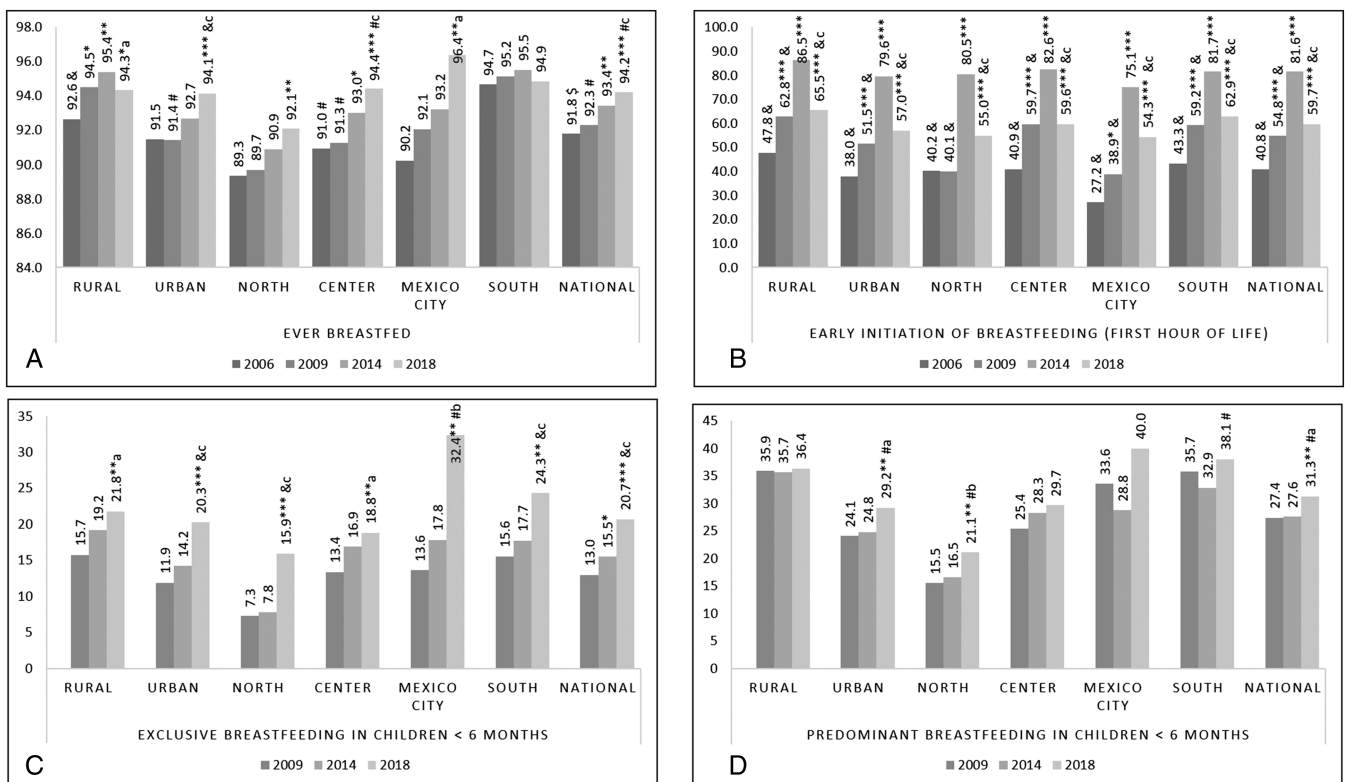 98.0
96.0
94.0
92.0
90.0
88.0
86.0
84.0
92.6 &
94.5*
95.4**
94.3*a
91.5
91.4 #
92.7
94.1*** &c
89.3
89.7
90.9
92.1**
91.0 #
91.3 #
93.0*
94.4*** #c
90.2
92.1
93.2
96.4**a
94.7
95.2
95.5
94.9
91.8 $
92.3 #
93.4**
94.2*** #c
RURAL URBAN NORTH CENTER MEXICO SOUTH NATIONAL
CITY
EVER BREASTFED
A
2006 2009 2014 2018
100.0
90.0
80.0
70.0
60.0
50.0
40.0
30.0
20.0
10.0
0.0
47.8 &
62.8*** &
86.5***
65.5*** &c
38.0 &
51.5*** &
79.6***
57.0*** &c
40.2 &
40.1 &
80.5***
55.0*** &c
40.9 &
59.7*** &
82.6***
59.6*** &c
27.2 &
38.9* &
75.1***
54.3*** &c
43.3 &
59.2*** &
81.7***
62.9*** &c
40.8 &
54.8*** &
81.6***
59.7*** &c
RURAL URBAN NORTH CENTER MEXICO SOUTH NATIONAL
CITY
EARLY INITIATION OF BREASTFEEDING (FIRST HOUR OF LIFE)
B
2006 2009 2014 2018
35
30
25
20
15
10
5
0
15.7
19.2
21.8**a
11.9
14.2
20.3*** &c
7.3
7.8
15.9*** &c
13.4
16.9
18.8**a
13.6
17.8
32.4** #b
15.6
17.7
24.3** &c
13.0
15.5*
20.7*** &c
RURAL URBAN NORTH CENTER MEXICO SOUTH NATIONAL
CITY
EXCLUSIVE BREASTFEEDING IN CHILDREN < 6 MONTHS
C
2009 2014 2018
45
40
35
30
25
20
15
10
5
0
35.9
35.7
36.4
24.1
24.8
29.2** #a
15.5
16.5
21.1** #b
25.4
28.3
29.7
33.6
28.8
40.0
35.7
32.9
38.1 #
27.4
27.6
31.3** #a
RURAL URBAN NORTH CENTER MEXICO SOUTH NATIONAL
CITY
PREDOMINANT BREASTFEEDING IN CHILDREN < 6 MONTHS
D
2009 2014 2018